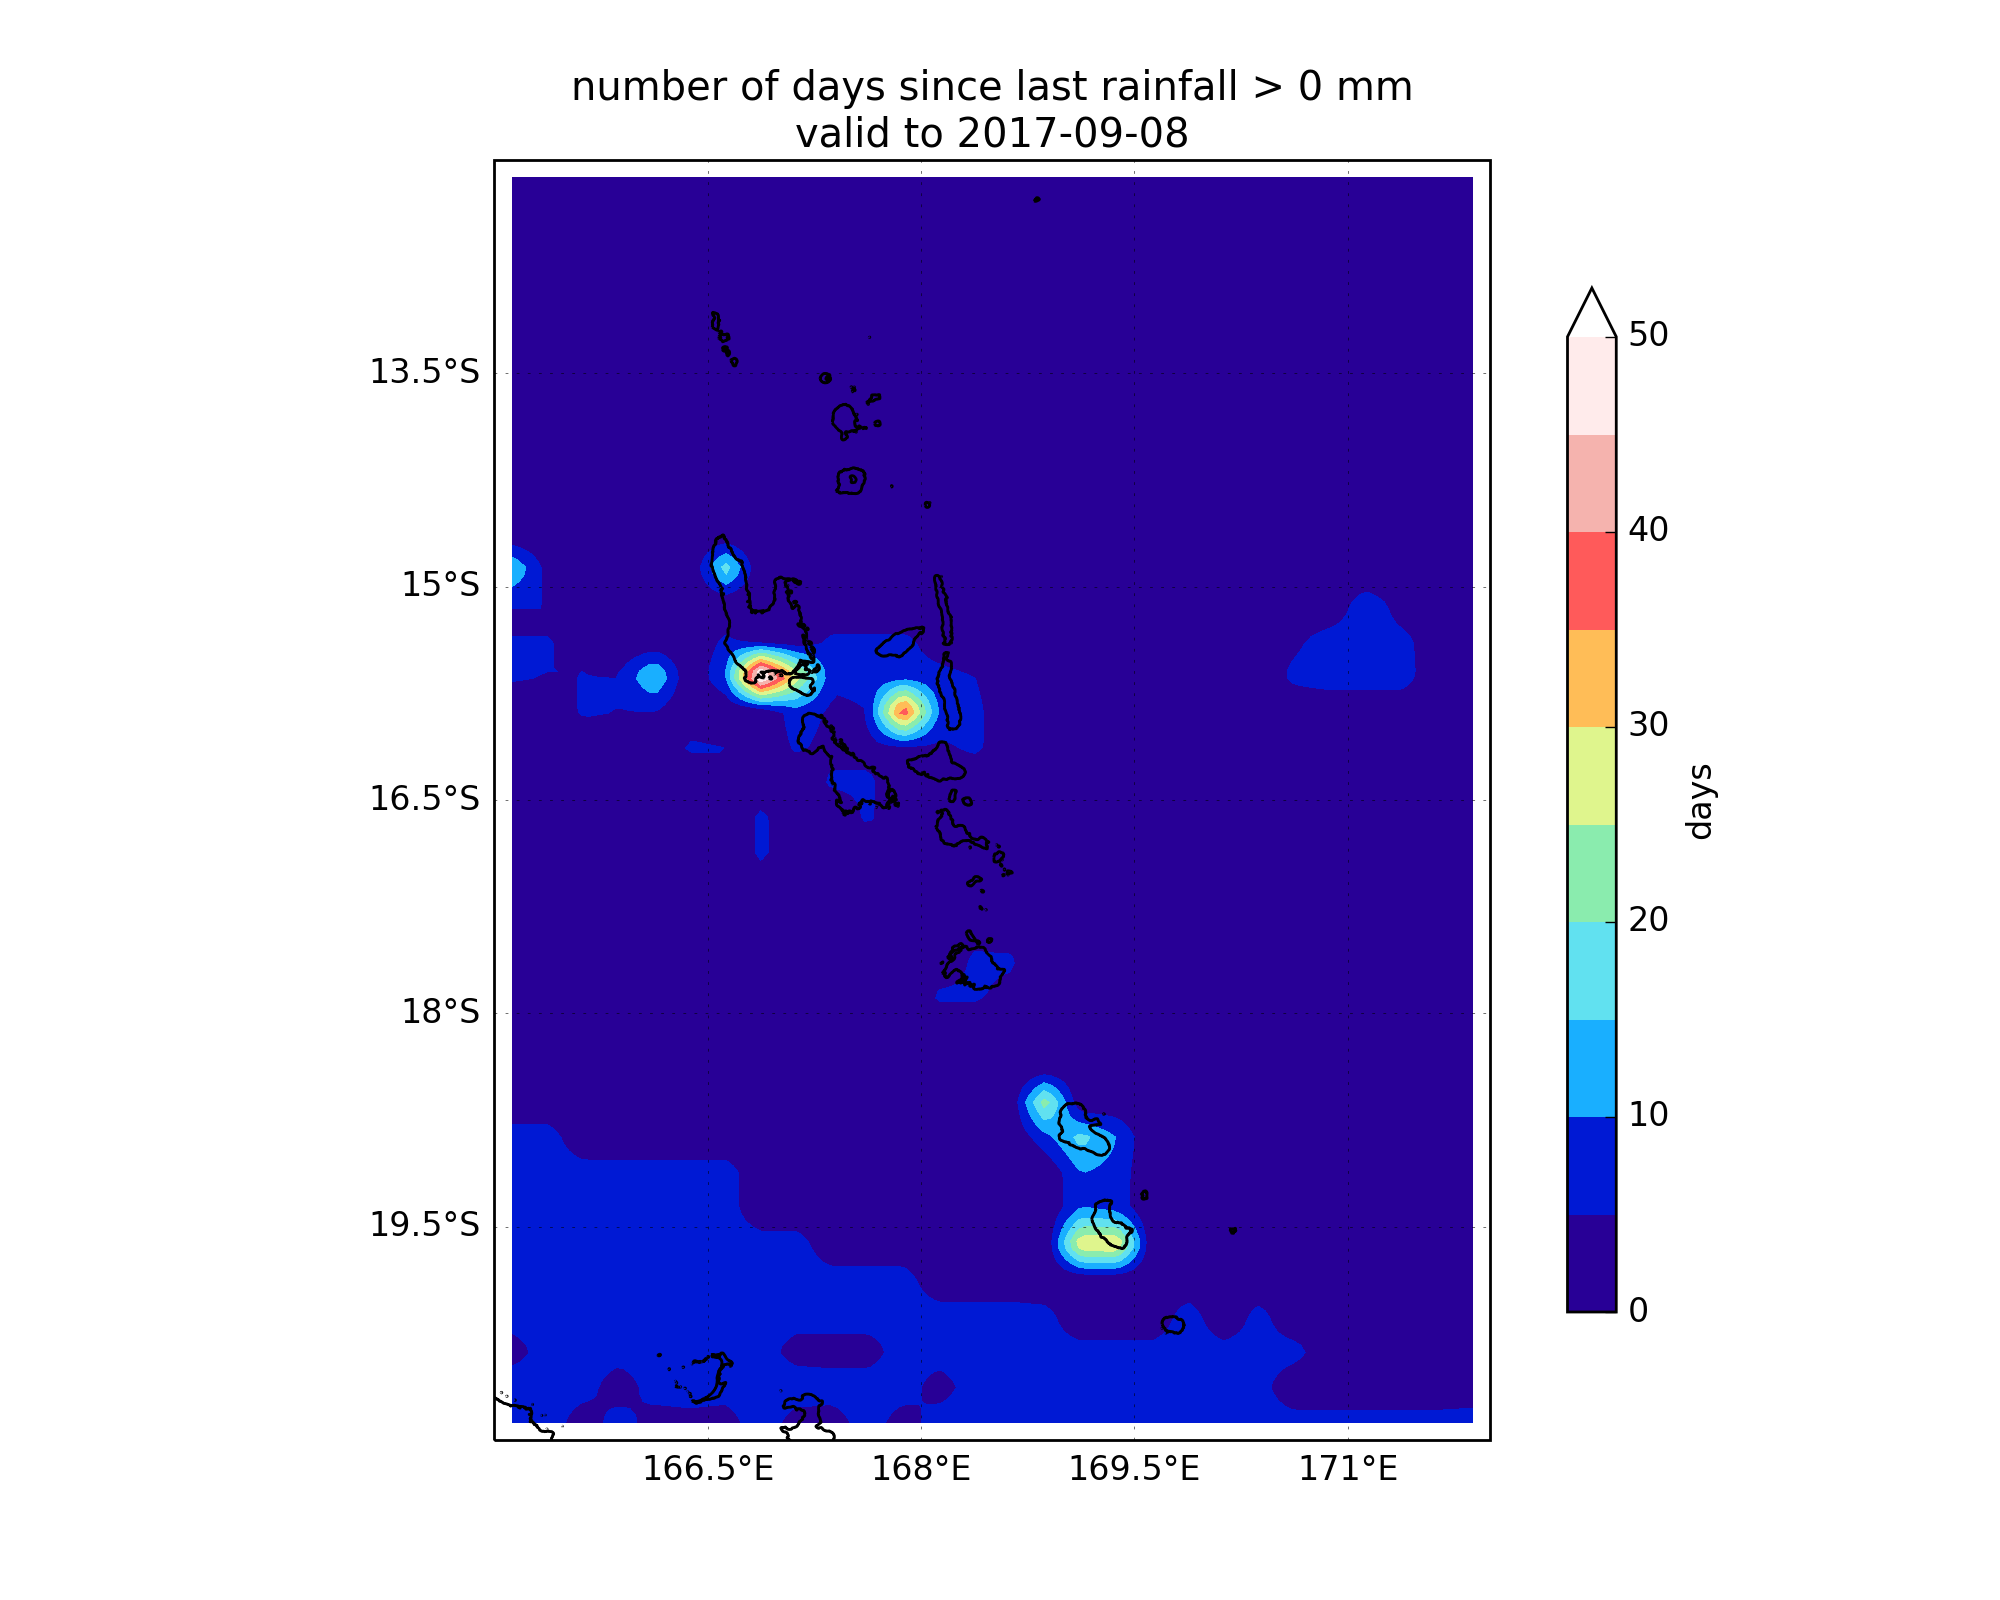 number of days since last rainfall > 0 mm
valid to 2017-09-08
13.5°S
15°S
16.5°S
18°S
19.5°S
166.5°E
168°E
169.5°E
171°E
50
40
30
20
10
0
days